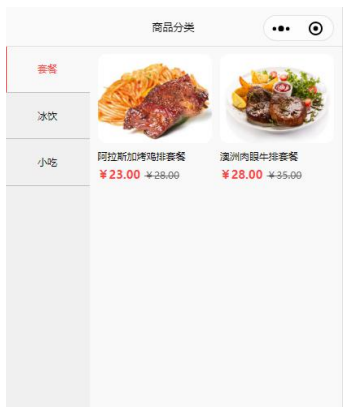 商品分类
套餐
冰饮
小吃
阿拉斯加烤鸡排套餐
￥23.00 ￥28.00
澳洲肉眼牛排套餐
￥28.00 ￥35.00